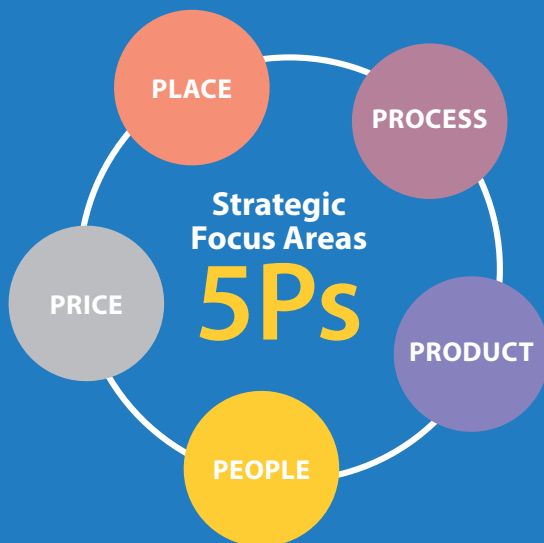 PLACE
PROCESS
Strategic
Focus Areas
5Ps
PRICE
PRODUCT
PEOPLE